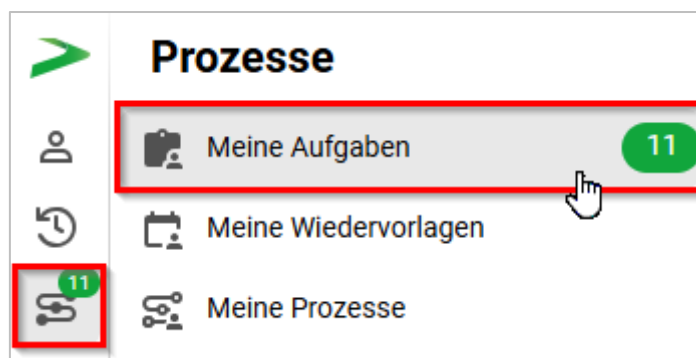 Prozesse
Meine Aufgaben 11
Meine Wiedervorlagen
11
Meine Prozesse